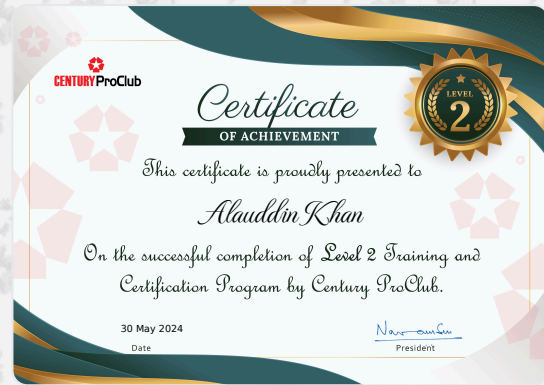 CENTURY ProClub
LEVEL
2
Certificate
OF ACHIEVEMENT
This certificate is proudly presented to
Alauddin Khan
On the successful completion of Level 2 Training and
Certification Program by Century ProClub.
30 May 2024
Date
President